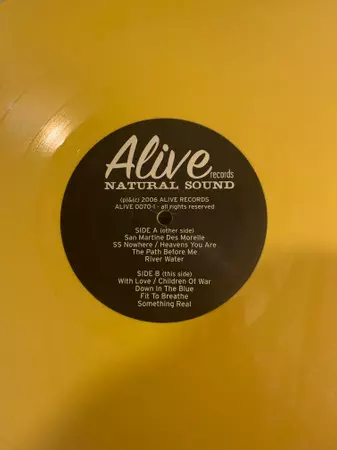 Alive
records
NATURAL SOUND
(p)&(c) 2006 ALIVE RECORDS
ALIVE 0070-1 - all rights reserved
SIDE A (other side)
San Martine Des Morelle
SS Nowhere / Heavens You Are
The Path Before Me
River Water
SIDE B (this side)
With Love / Children Of War
Down In The Blue
Fit To Breathe
Something Real